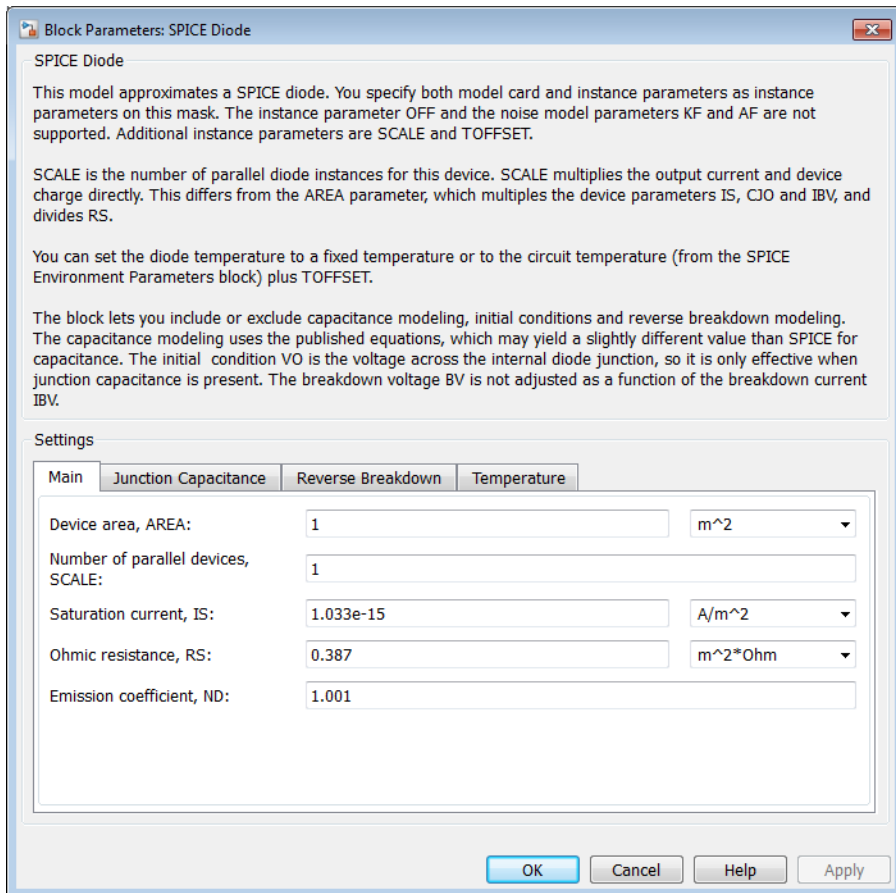 Block Parameters: SPICE Diode
SPICE Diode
This model approximates a SPICE diode. You specify both model card and instance parameters as instance
parameters on this mask. The instance parameter OFF and the noise model parameters KF and AF are not
supported. Additional instance parameters are SCALE and TOFFSET.
SCALE is the number of parallel diode instances for this device. SCALE multiplies the output current and device
charge directly. This differs from the AREA parameter, which multiples the device parameters IS, CJO and IBV, and
divides RS.
You can set the diode temperature to a fixed temperature or to the circuit temperature (from the SPICE
Environment Parameters block) plus TOFFSET.
The block lets you include or exclude capacitance modeling, initial conditions and reverse breakdown modeling.
The capacitance modeling uses the published equations, which may yield a slightly different value than SPICE for
capacitance. The initial  condition VO is the voltage across the internal diode junction, so it is only effective when
junction capacitance is present. The breakdown voltage BV is not adjusted as a function of the breakdown current
IBV.
Settings
Main Junction Capacitance Reverse Breakdown Temperature
Device area, AREA: 1 m^2
Number of parallel devices,
SCALE: 1
Saturation current, IS: 1.033e-15 A/m^2
Ohmic resistance, RS: 0.387 m^2*Ohm
Emission coefficient, ND: 1.001
OK Cancel Help Apply